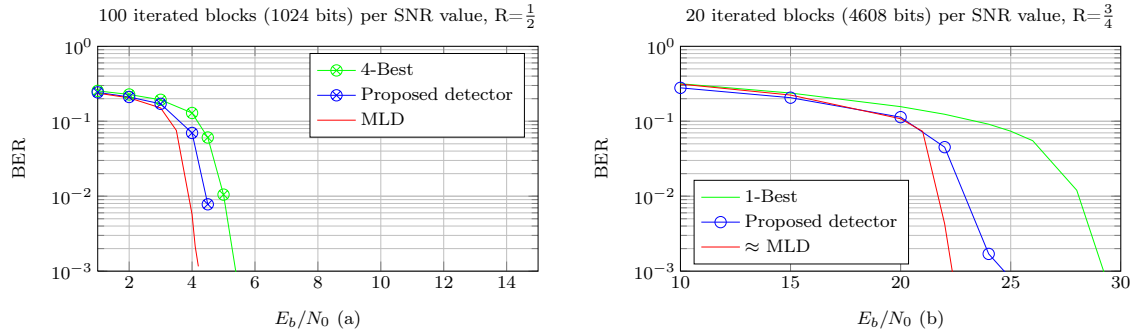 100 iterated blocks (1024 bits) per SNR value, R=1/2
10^0
10^−1
10^−2
10^−3
BER
4-Best
Proposed detector
MLD
2 4 6 8 10 12 14
E_b/N_0 (a)
20 iterated blocks (4608 bits) per SNR value, R=3/4
10^0
10^−1
10^−2
10^−3
BER
1-Best
Proposed detector
≈ MLD
10 15 20 25 30
E_b/N_0 (b)